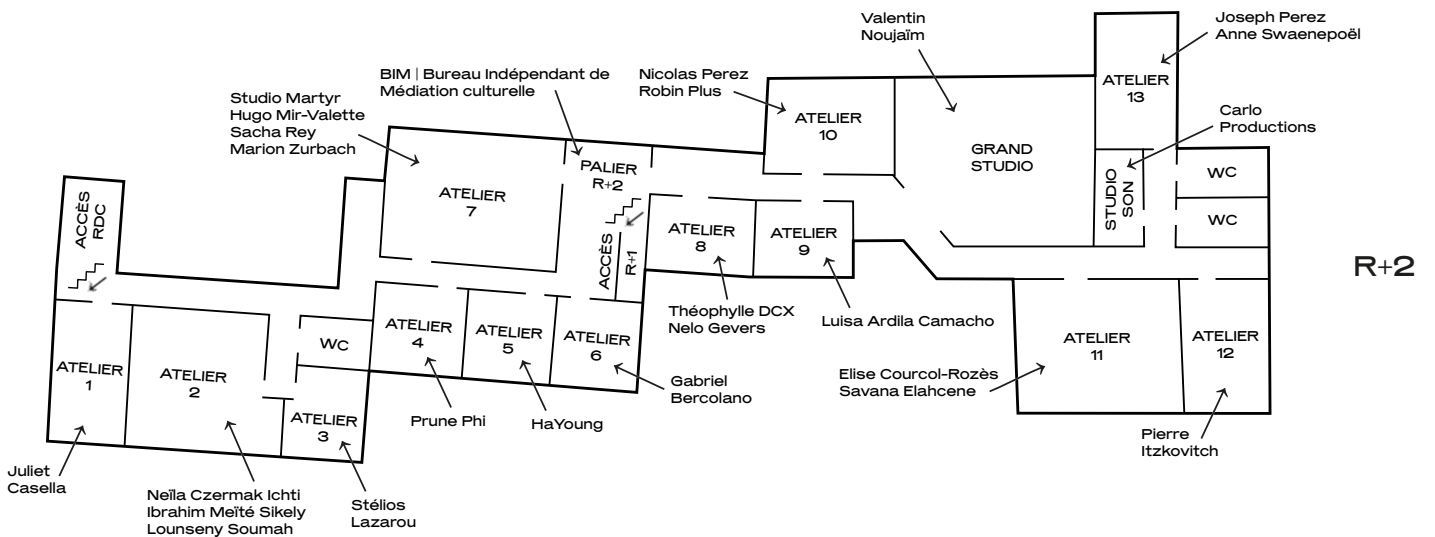 Valentin
Noujaïm
Joseph Perez
Anne Swaenepoël
BIM | Bureau Indépendant de
Médiation culturelle
Nicolas Perez
Robin Plus
ATELIER
13
Studio Martyr
Hugo Mir-Valette
Sacha Rey
Marion Zurbach
Carlo
Productions
ATELIER
10
GRAND
STUDIO
PALIER
R+2
WC
ATELIER
7
STUDIO
SON
ACCÈS
RDC
WC
ATELIER
8
ATELIER
9
ACCÈS
R+1
R+2
Théophylle DCX
Nelo Gevers
Luisa Ardila Camacho
ATELIER
4
ATELIER
5
ATELIER
6
WC
ATELIER
11
ATELIER
12
ATELIER
1
ATELIER
2
Elise Courcol-Rozès
Savana Elahcene
Gabriel
Bercolano
ATELIER
3
Prune Phi
HaYoung
Pierre
Itzkovitch
Juliet
Casella
Neïla Czermak Ichti
Ibrahim Meïté Sikely
Lounseny Soumah
Stélios
Lazarou